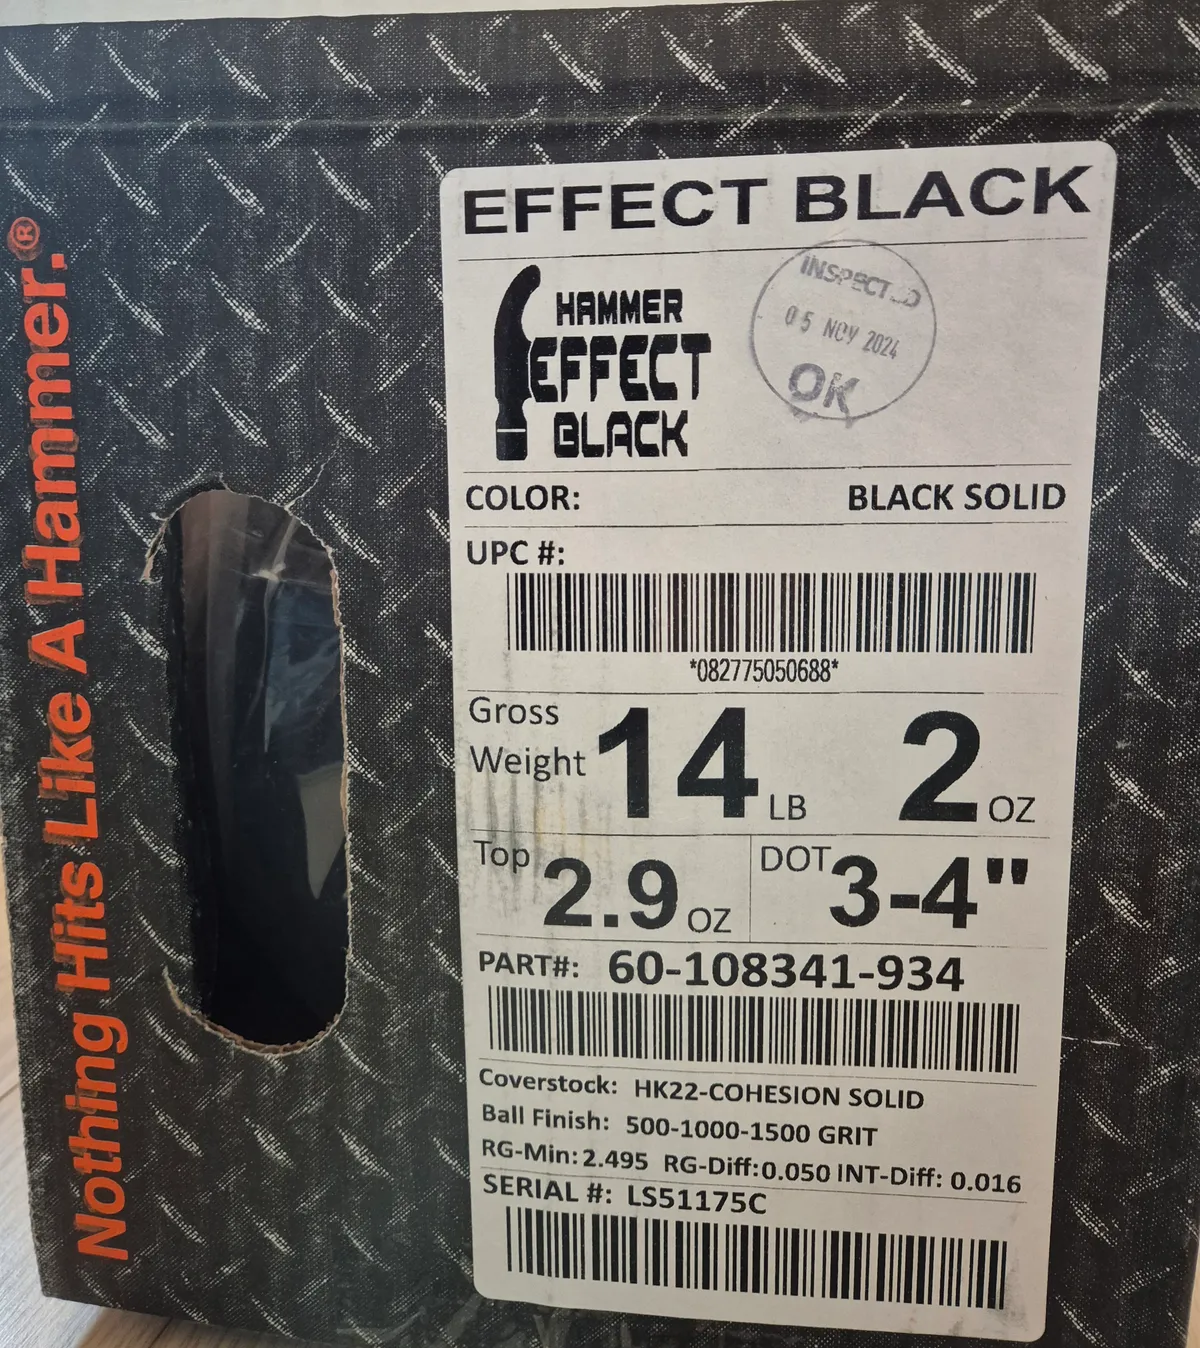 Nothing Hits Like A Hammer.®
EFFECT BLACK
HAMMER
EFFECT
BLACK
INSPECTED
05 NOV 2024
OK
COLOR: BLACK SOLID
UPC #:
*082775050688*
Gross
Weight 14 LB 2 OZ
Top 2.9 OZ DOT 3-4"
PART#: 60-108341-934
Coverstock: HK22-COHESION SOLID
Ball Finish: 500-1000-1500 GRIT
RG-Min: 2.495 RG-Diff: 0.050 INT-Diff: 0.016
SERIAL #: LS51175C